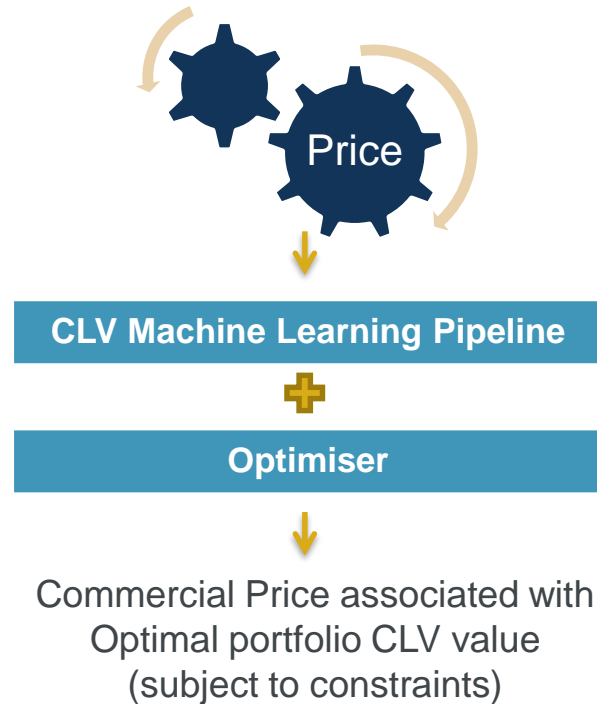 Price
CLV Machine Learning Pipeline
Optimiser
Commercial Price associated with
Optimal portfolio CLV value
(subject to constraints)